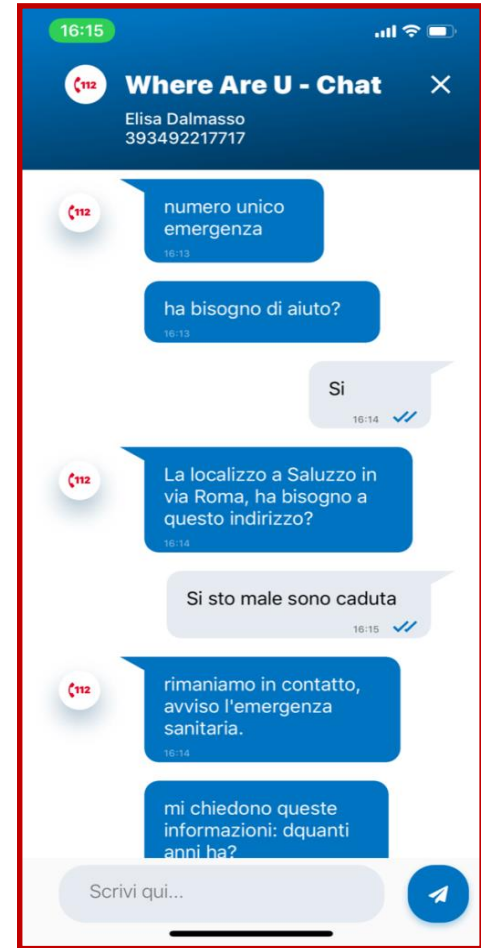 16:15
112
Where Are U - Chat
Elisa Dalmasso
393492217717
112
numero unico
emergenza
16:13
ha bisogno di aiuto?
16:13
Si
16:14
112
La localizzo a Saluzzo in
via Roma, ha bisogno a
questo indirizzo?
16:14
Si sto male sono caduta
16:15
112
rimaniamo in contatto,
avviso l'emergenza
sanitaria.
16:14
mi chiedono queste
informazioni: dquanti
anni ha?
Scrivi qui...